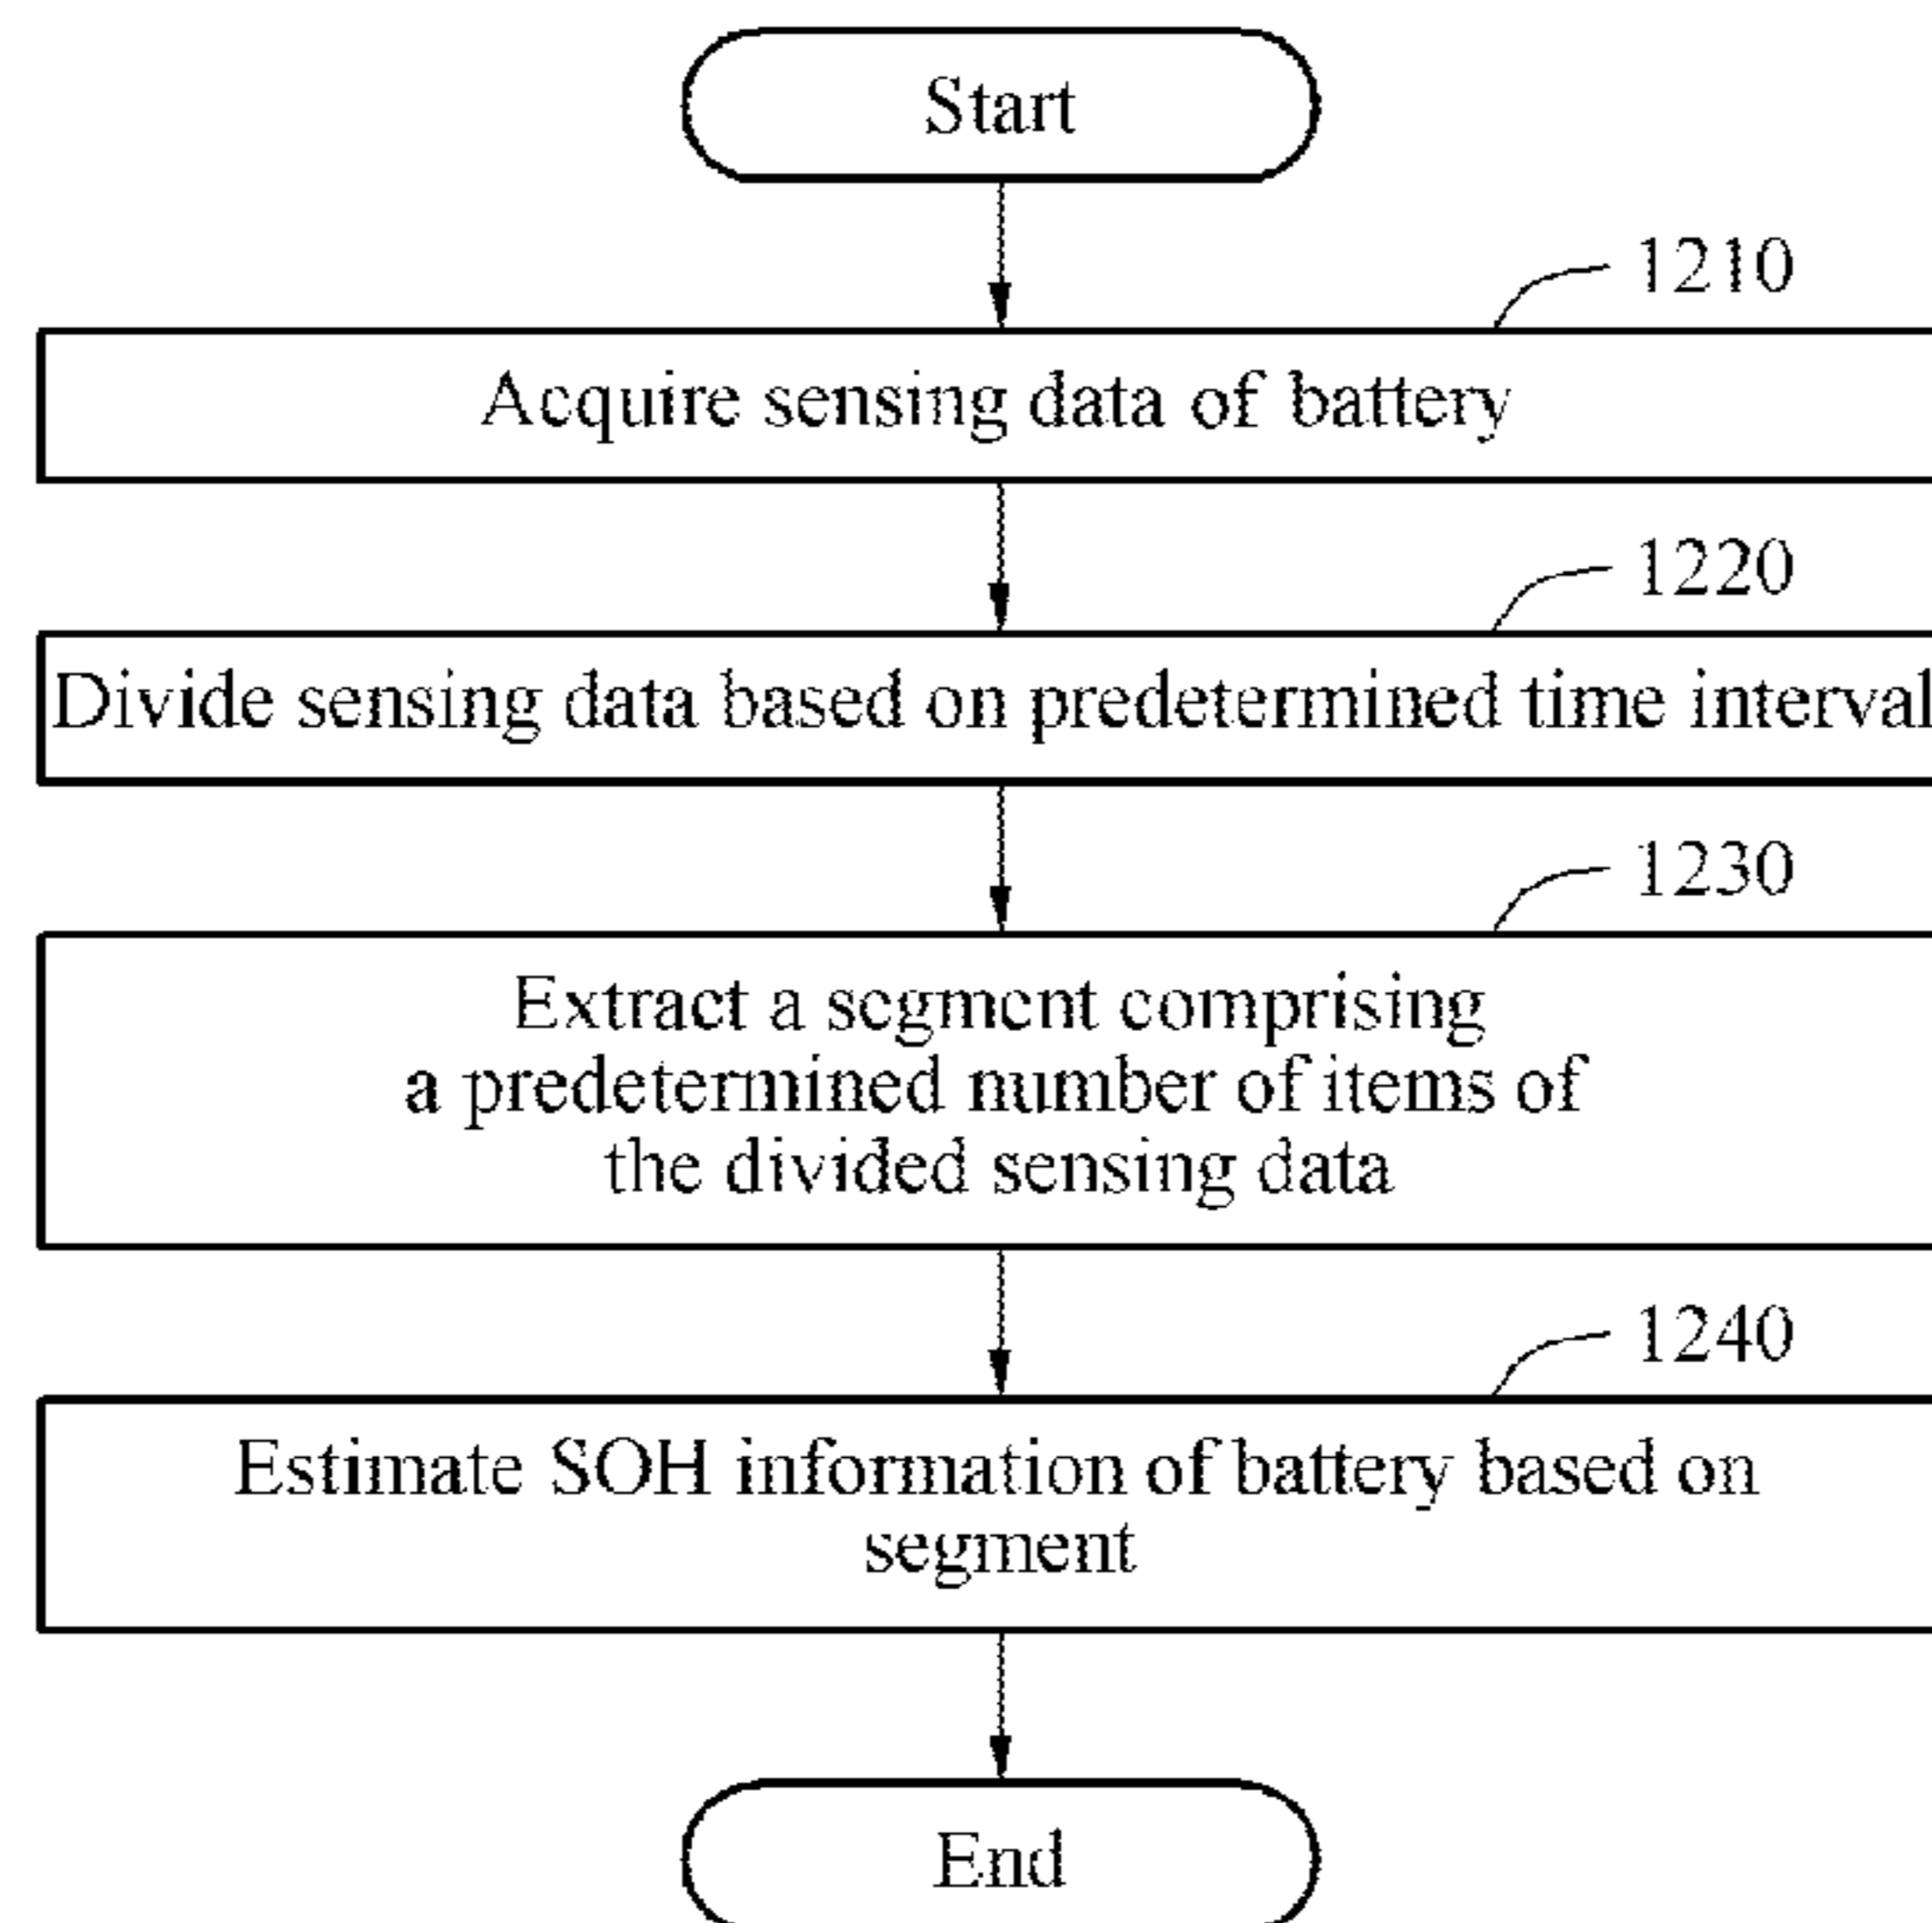 Start
1210
Acquire sensing data of battery
1220
Divide sensing data based on predetermined time interval
1230
Extract a segment comprising
a predetermined number of items of
the divided sensing data
1240
Estimate SOH information of battery based on
segment
End